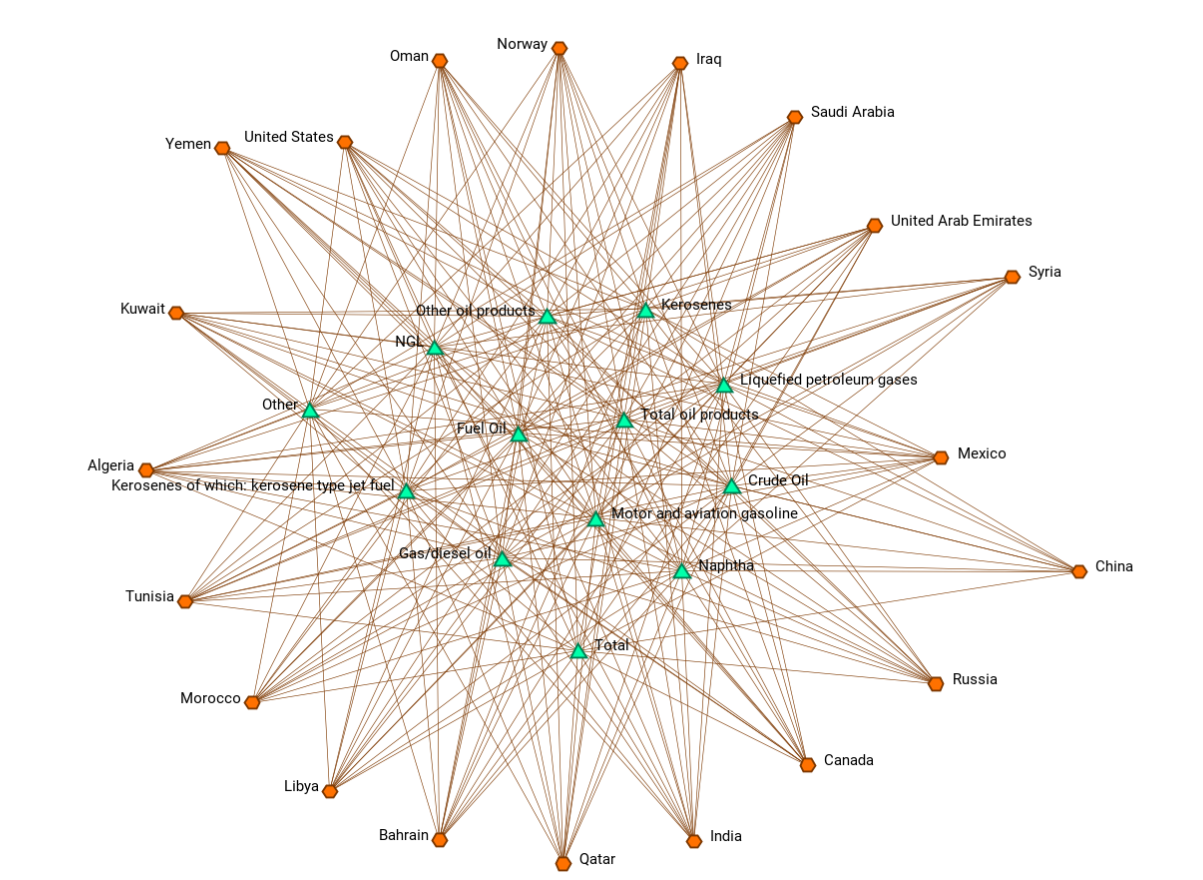 Norway
Oman
Iraq
Saudi Arabia
United States
Yemen
United Arab Emirates
Syria
Kerosenes
Kuwait
Other oil products
NGL
Liquefied petroleum gases
Other
Total oil products
Fuel Oil
Mexico
Algeria
Crude Oil
Kerosenes of which: kerosene type jet fuel
Motor and aviation gasoline
Gas/diesel oil
Naphtha
China
Tunisia
Total
Russia
Morocco
Canada
Libya
Bahrain
India
Qatar